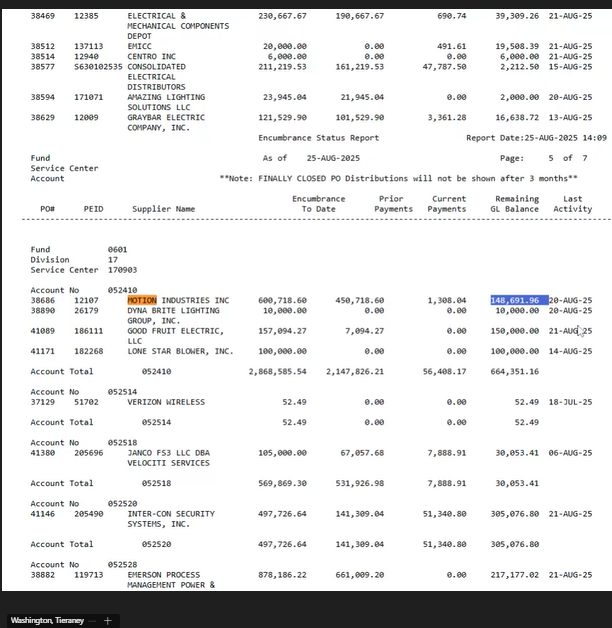 38469 12385 ELECTRICAL & 230,667.67 190,667.67 690.74 39,309.26 21-AUG-25
MECHANICAL COMPONENTS
DEPOT
38512 137113 EMICC 20,000.00 0.00 491.61 19,508.39 21-AUG-25
38514 12940 CENTRO INC 6,000.00 0.00 0.00 6,000.00 21-AUG-25
38577 S630102535 CONSOLIDATED 211,219.53 161,219.53 47,787.50 2,212.50 15-AUG-25
ELECTRICAL
DISTRIBUTORS
38594 171071 AMAZING LIGHTING 23,945.04 21,945.04 0.00 2,000.00 20-AUG-25
SOLUTIONS LLC
38629 12009 GRAYBAR ELECTRIC 121,529.90 101,529.90 3,361.28 16,638.72 13-AUG-25
COMPANY, INC.
Encumbrance Status Report Report Date:25-AUG-2025 14:09
Fund As of 25-AUG-2025 Page: 5 of 7
Service Center
Account **Note: FINALLY CLOSED PO Distributions will not be shown after 3 months**
Encumbrance Prior Current Remaining Last
PO# PEID Supplier Name To Date Payments Payments GL Balance Activity
Fund 0601
Division 17
Service Center 170903
Account No 052410
38686 12107 MOTION INDUSTRIES INC 600,718.60 450,718.60 1,308.04 148,691.96 20-AUG-25
38890 26179 DYNA BRITE LIGHTING 10,000.00 0.00 0.00 10,000.00 20-AUG-25
GROUP, INC.
41089 186111 GOOD FRUIT ELECTRIC, 157,094.27 7,094.27 0.00 150,000.00 21-AUG-25
LLC
41171 182268 LONE STAR BLOWER, INC. 100,000.00 0.00 0.00 100,000.00 14-AUG-25
Account Total 052410 2,868,585.54 2,147,826.21 56,408.17 664,351.16
Account No 052514
37129 51702 VERIZON WIRELESS 52.49 0.00 0.00 52.49 18-JUL-25
Account Total 052514 52.49 0.00 0.00 52.49
Account No 052518
41380 205696 JANCO FS3 LLC DBA 105,000.00 67,057.68 7,888.91 30,053.41 06-AUG-25
VELOCITI SERVICES
Account Total 052518 569,869.30 531,926.98 7,888.91 30,053.41
Account No 052520
41146 205490 INTER-CON SECURITY 497,726.64 141,309.04 51,340.80 305,076.80 21-AUG-25
SYSTEMS, INC.
Account Total 052520 497,726.64 141,309.04 51,340.80 305,076.80
Account No 052528
38882 119713 EMERSON PROCESS 878,186.22 661,009.20 0.00 217,177.02 21-AUG-25
MANAGEMENT POWER &
Washington, Tieraney